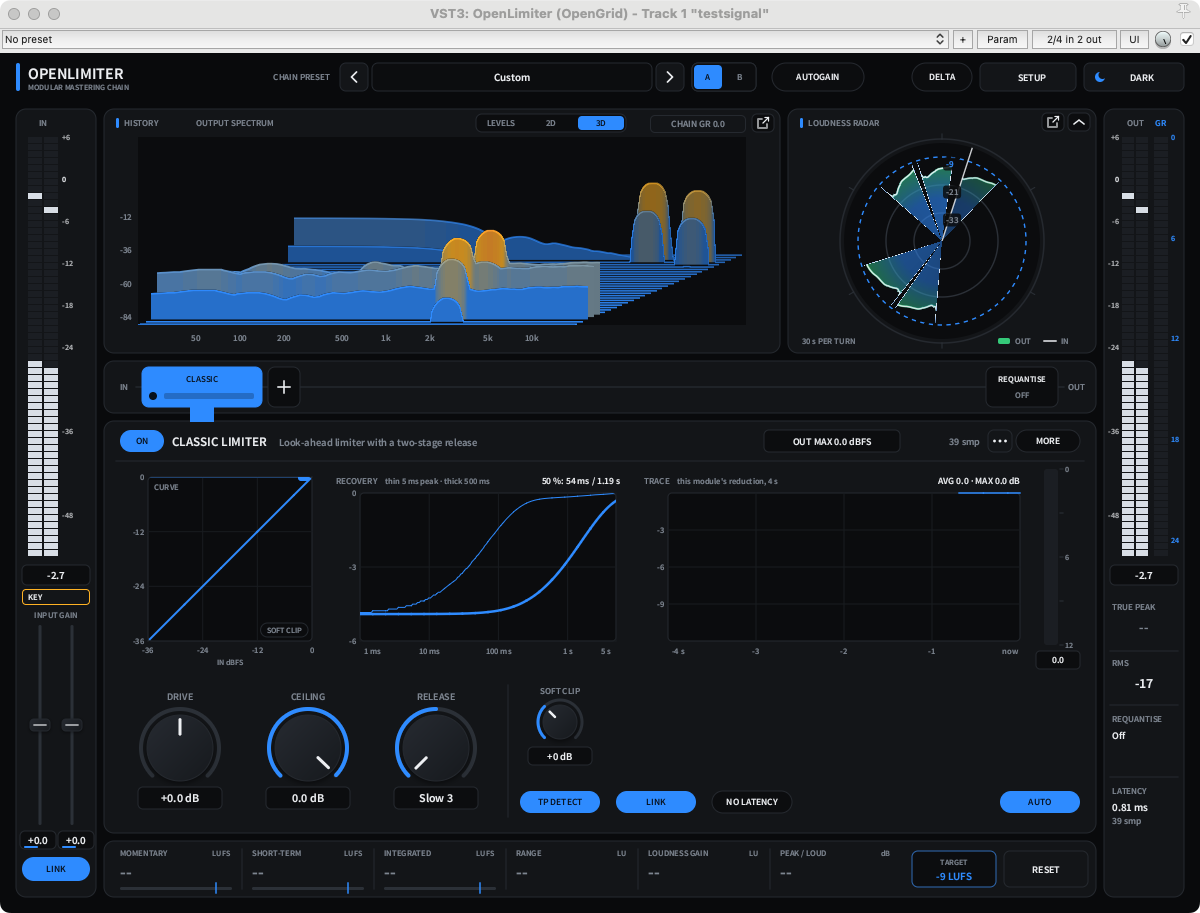 VST3: OpenLimiter (OpenGrid) - Track 1 "testsignal"
No preset
+ Param 2/4 in 2 out UI
OPENLIMITER
MODULAR MASTERING CHAIN
CHAIN PRESET Custom A B AUTOGAIN DELTA SETUP DARK
IN
+6
0
-6
-12
-18
-24
-36
-48
-2.7
KEY
INPUT GAIN
+0.0 +0.0
LINK
HISTORY OUTPUT SPECTRUM LEVELS 2D 3D CHAIN GR 0.0
-12
-36
-60
-84
50 100 200 500 1k 2k 5k 10k
LOUDNESS RADAR
-9
-21
-33
30 s PER TURN OUT IN
IN CLASSIC + REQUANTISE OFF OUT
ON CLASSIC LIMITER Look-ahead limiter with a two-stage release OUT MAX 0.0 dBFS 39 smp ••• MORE
CURVE
0
-12
-24
-36
-36 -24 -12 0
IN dBFS
SOFT CLIP
RECOVERY thin 5 ms peak · thick 500 ms 50 %: 54 ms / 1.19 s
0
-3
-6
1 ms 10 ms 100 ms 1 s 5 s
TRACE this module's reduction, 4 s AVG 0.0 · MAX 0.0 dB
-3
-6
-9
-4 s -3 -2 -1 now
0
6
12
0.0
DRIVE CEILING RELEASE SOFT CLIP
+0.0 dB 0.0 dB Slow 3 +0 dB
TP DETECT LINK NO LATENCY AUTO
MOMENTARY LUFS SHORT-TERM LUFS INTEGRATED LUFS RANGE LU LOUDNESS GAIN LU PEAK / LOUD dB
-- -- -- -- -- --
TARGET
-9 LUFS
RESET
OUT GR
+6 0
0
-6 6
-12
-18 12
-24
-36 18
-48 24
-2.7
TRUE PEAK
--
RMS
-17
REQUANTISE
Off
LATENCY
0.81 ms
39 smp